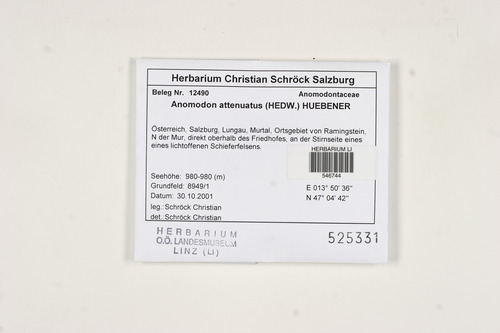 Herbarium Christian Schröck Salzburg
Beleg Nr. 12490 Anomodontaceae
Anomodon attenuatus (HEDW.) HUEBENER
Österreich, Salzburg, Lungau, Murtal, Ortsgebiet von Ramingstein,
N der Mur, direkt oberhalb des Friedhofes, an der Stirnseite eines
eines lichtoffenen Schieferfelsens.
HERBARIUM LI
546744
Seehöhe: 980-980 (m)
Grundfeld: 8949/1 E 013° 50' 36"
Datum: 30.10.2001 N 47° 04' 42"
leg.:Schröck Christian
det.:Schröck Christian
HERBARIUM
O.Ö. LANDESMUSEUM
LINZ (LI)
525331